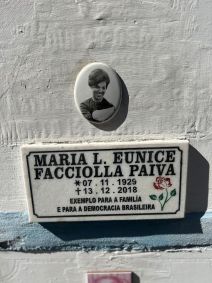 MARIA L. EUNICE
FACCIOLLA PAIVA
* 07 . 11 . 1929
✝ 13 . 12 . 2018
EXEMPLO PARA A FAMÍLIA
E PARA A DEMOCRACIA BRASILEIRA